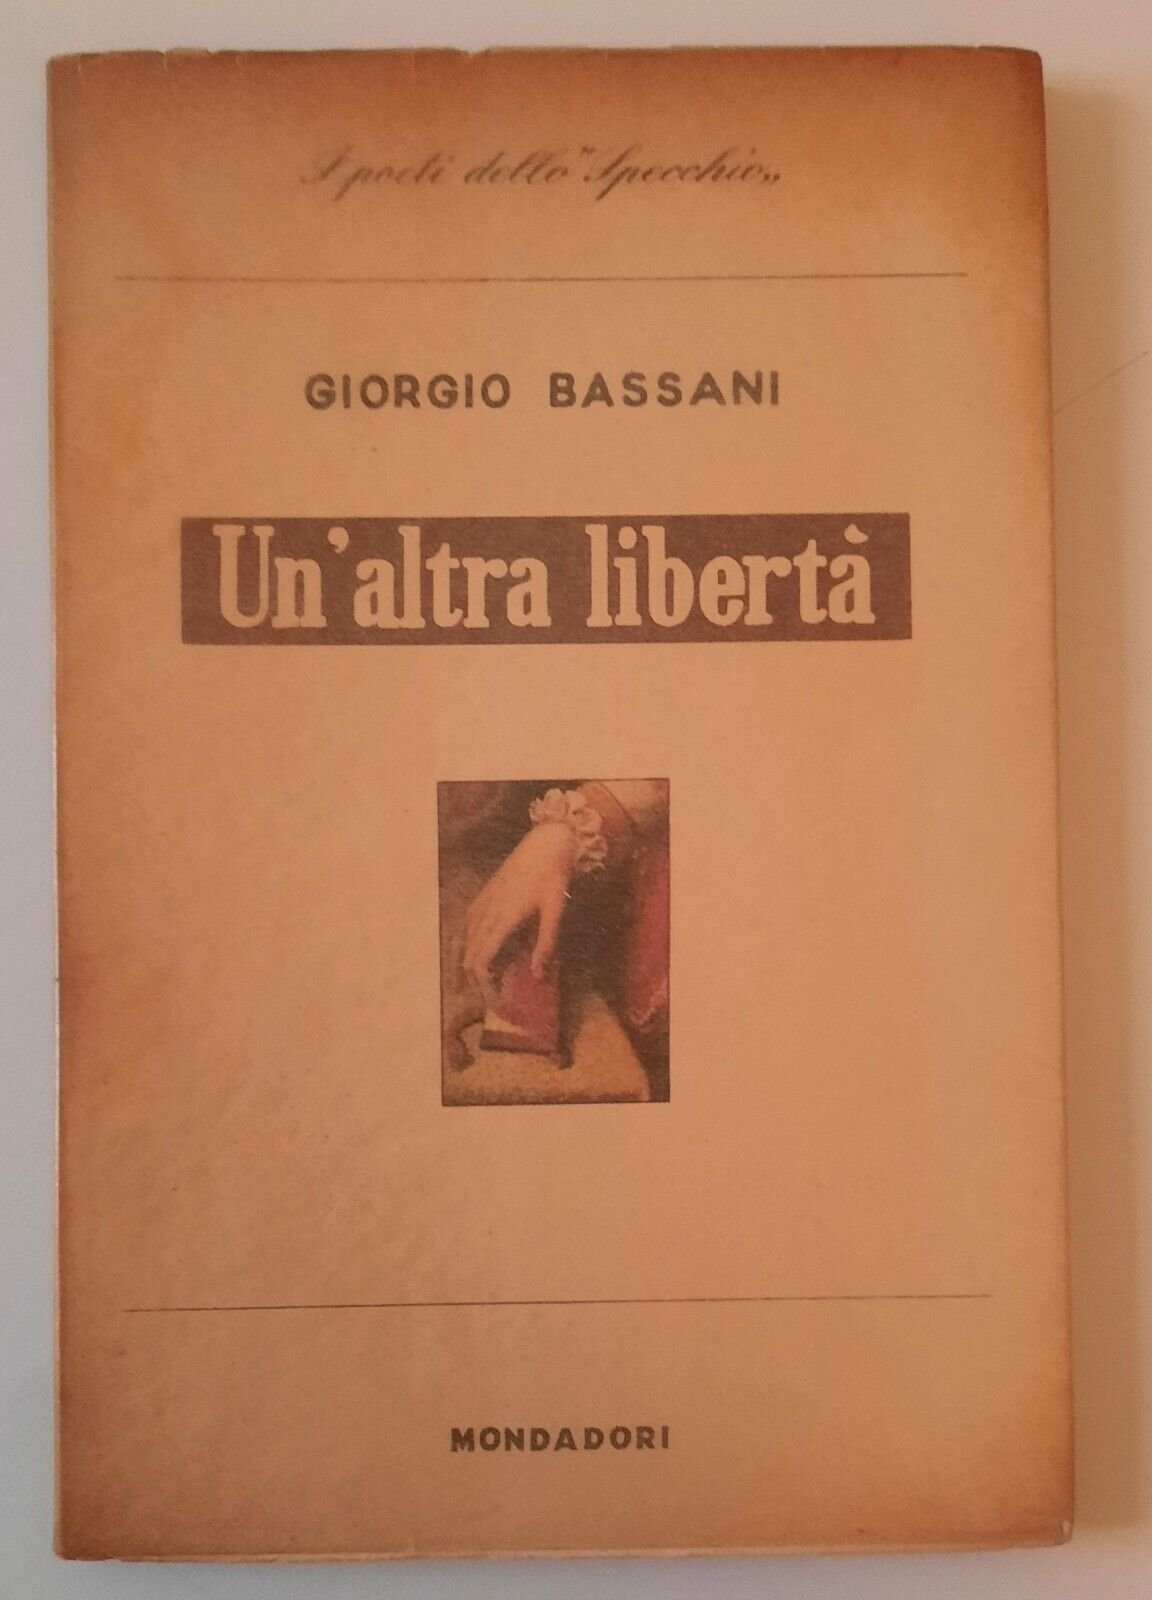 I poeti dello "Specchio„
GIORGIO BASSANI
Un'altra libertà
MONDADORI